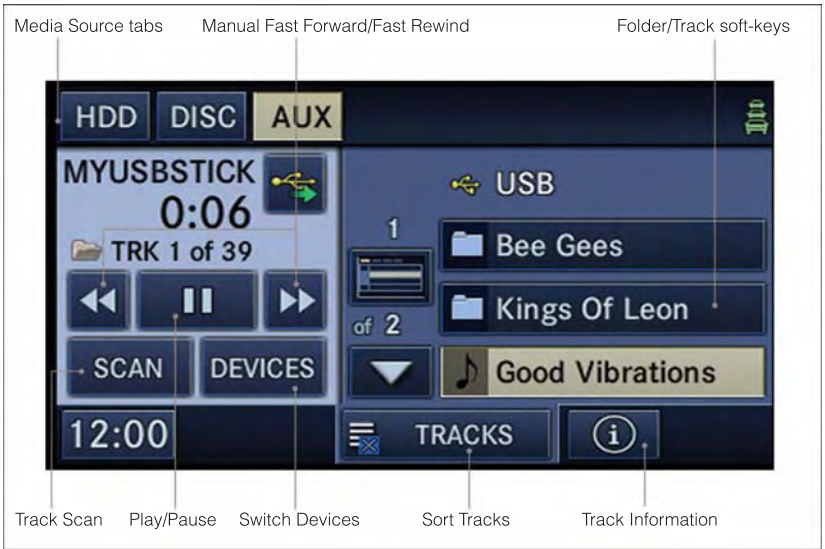 Media Source tabs
Manual Fast Forward/Fast Rewind
Folder/Track soft-keys
HDD
DISC
AUX
MYUSBSTICK
0:06
TRK 1 of 39
SCAN
DEVICES
12:00
USB
1
of 2
Bee Gees
Kings Of Leon
Good Vibrations
TRACKS
i
Track Scan
Play/Pause
Switch Devices
Sort Tracks
Track Information